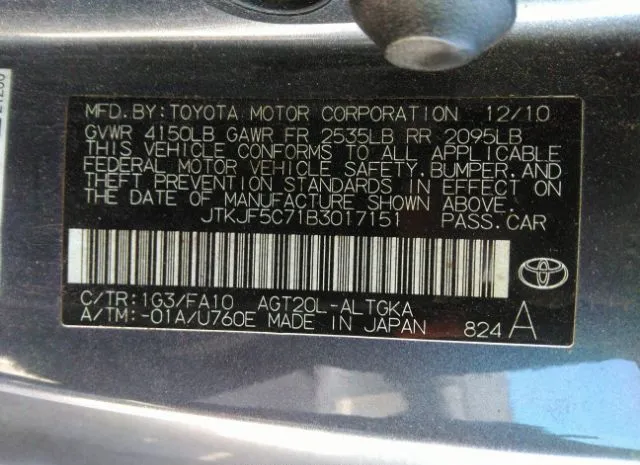 MFD.BY:TOYOTA MOTOR CORPORATION 12/10
GVWR 4150LB GAWR FR 2535LB RR 2095LB
THIS VEHICLE CONFORMS TO ALL APPLICABLE
FEDERAL MOTOR VEHICLE SAFETY,BUMPER,AND
THEFT PREVENTION STANDARDS IN EFFECT ON
THE DATE OF MANUFACTURE SHOWN ABOVE.
JTKJF5C71B3017151 PASS.CAR
C/TR:1G3/FA10 AGT20L-ALTGKA
A/TM:-01A/U760E MADE IN JAPAN 824 A